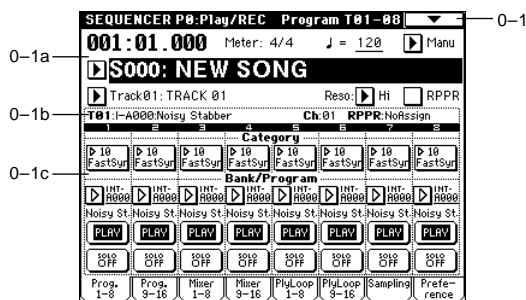 SEQUENCER P0:Play/REC Program T01-08
0–1
001:01.000 Meter: 4/4 ♩ = 120 Manu
0–1a
S000: NEW SONG
Track01: TRACK 01 Reso: Hi RPPR
0–1b
T01:I-A000:Noisy Stabber Ch:01 RPPR:NoAssign
1 2 3 4 5 6 7 8
Category
10 10 10 10 10 10 10 10
FastSyn FastSyn FastSyn FastSyn FastSyn FastSyn FastSyn FastSyn
0–1c
Bank/Program
INT- INT- INT- INT- INT- INT- INT- INT-
A000 A000 A000 A000 A000 A000 A000 A000
Noisy St Noisy St Noisy St Noisy St Noisy St Noisy St Noisy St Noisy St
PLAY PLAY PLAY PLAY PLAY PLAY PLAY PLAY
SOLO SOLO SOLO SOLO SOLO SOLO SOLO SOLO
OFF OFF OFF OFF OFF OFF OFF OFF
Prog. Prog. Mixer Mixer PlyLoop PlyLoop Sampling Prefe-
1-8 9-16 1-8 9-16 1-8 9-16 rence